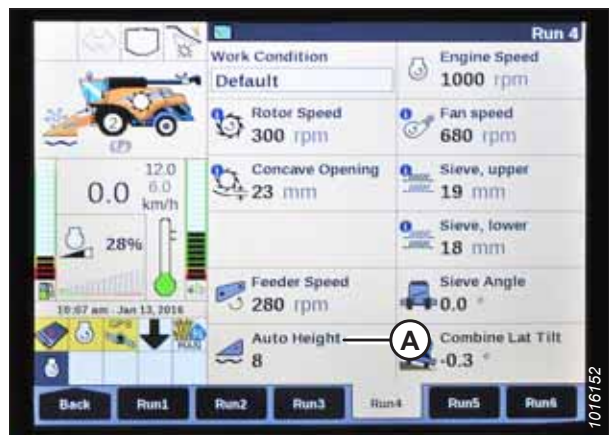 Run 4
Work Condition
Default
Engine Speed
1000 rpm
Rotor Speed
300 rpm
Fan speed
680 rpm
Concave Opening
23 mm
Sieve, upper
19 mm
Sieve, lower
18 mm
Feeder Speed
280 rpm
Sieve Angle
0.0 °
Auto Height
8
A
Combine Lat Tilt
-0.3 °
2
(P)
0.0
12.0
6.0
km/h
28%
10:07 am - Jan 13, 2016
GPS
MAN
Back
Run1
Run2
Run3
Run4
Run5
Run6
1016152